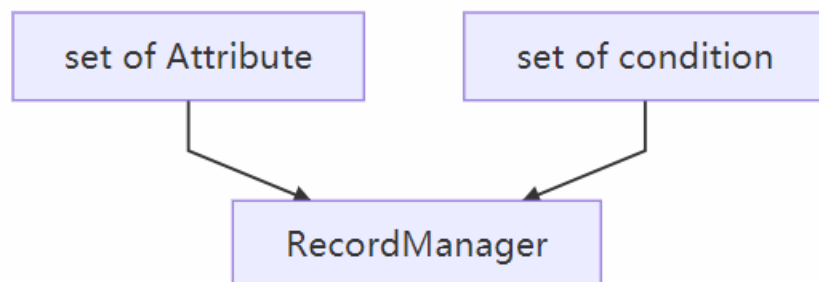 set of Attribute
set of condition
RecordManager